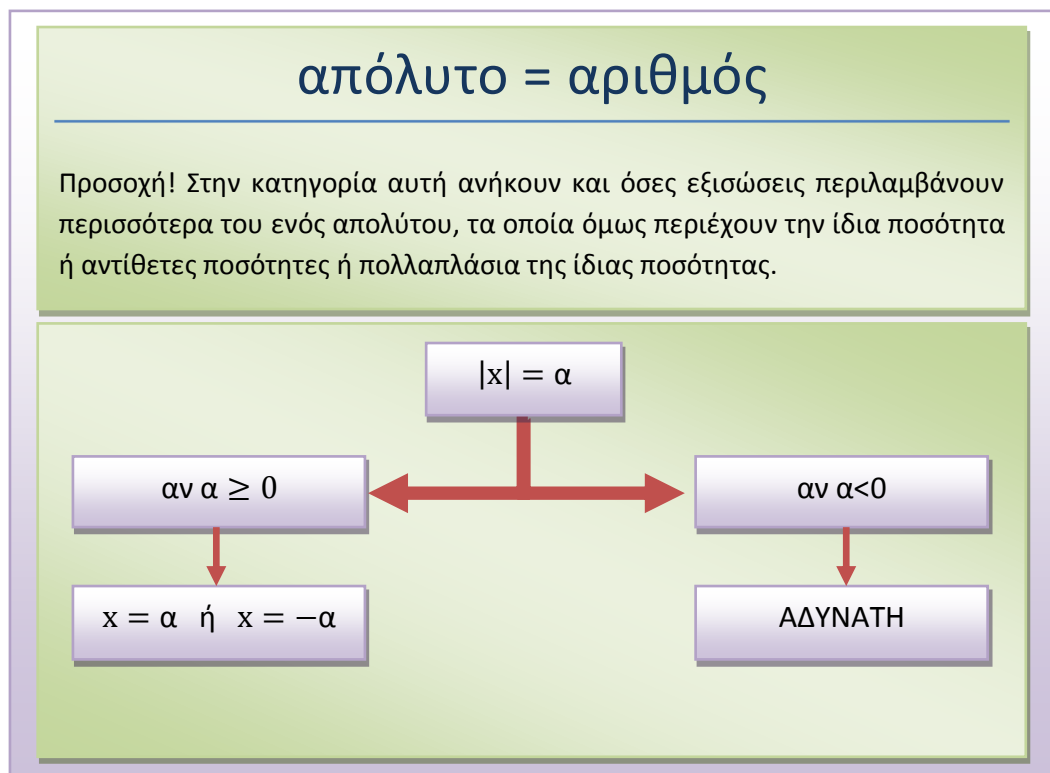 απόλυτο = αριθμός
Προσοχή! Στην κατηγορία αυτή ανήκουν και όσες εξισώσεις περιλαμβάνουν
περισσότερα του ενός απολύτου, τα οποία όμως περιέχουν την ίδια ποσότητα
ή αντίθετες ποσότητες ή πολλαπλάσια της ίδιας ποσότητας.
|x| = α
αν α ≥ 0
αν α<0
x = α ή x = −α
ΑΔΥΝΑΤΗ